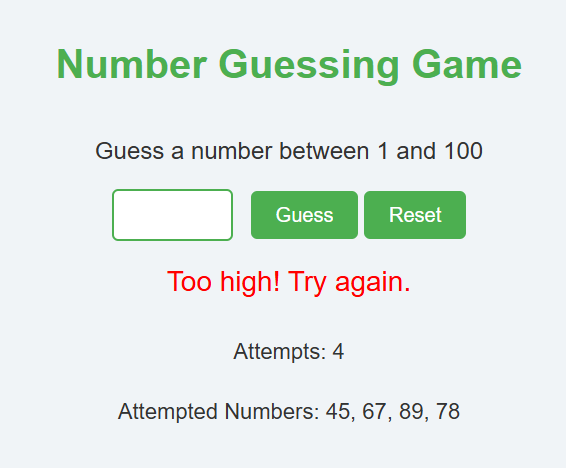 Number Guessing Game
Guess a number between 1 and 100
Guess Reset
Too high! Try again.
Attempts: 4
Attempted Numbers: 45, 67, 89, 78